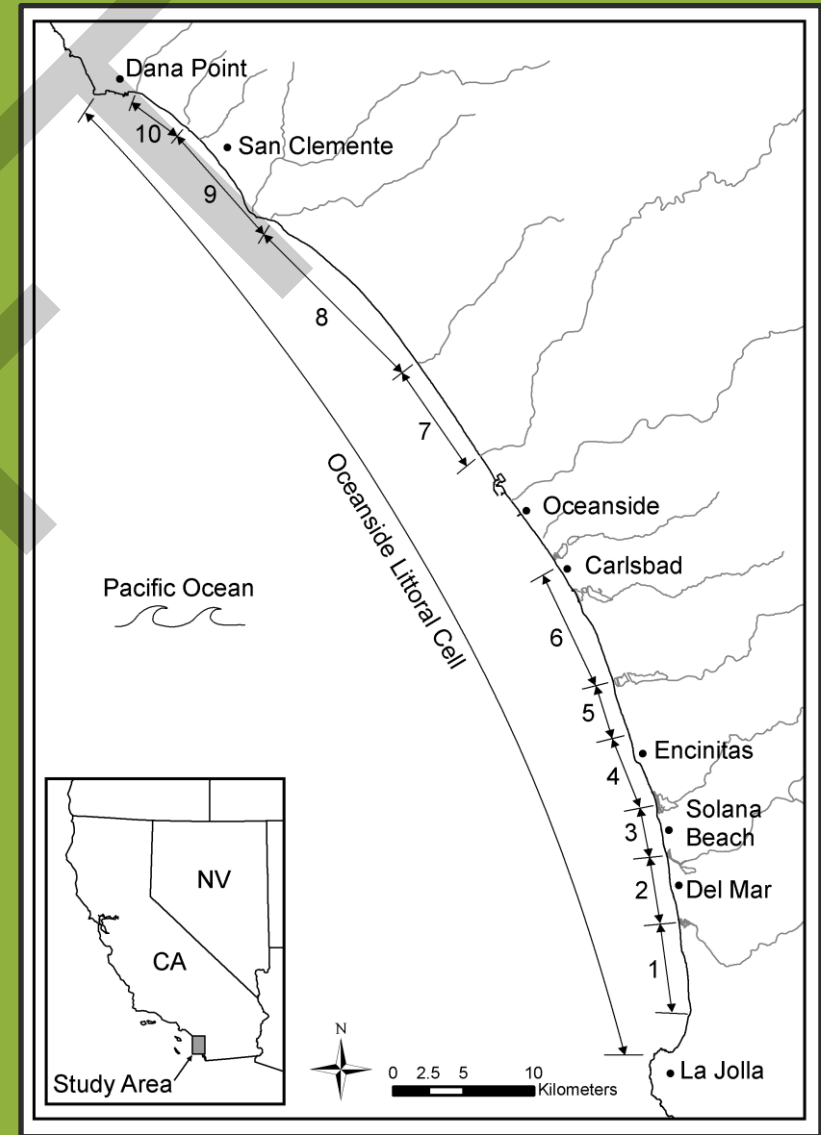 Dana Point
10
San Clemente
9
8
7
Oceanside Littoral Cell
Oceanside
Carlsbad
Pacific Ocean
6
5
Encinitas
4
Solana
Beach
3
2
Del Mar
1
NV
CA
Study Area
N
0 2.5 5 10
Kilometers
La Jolla